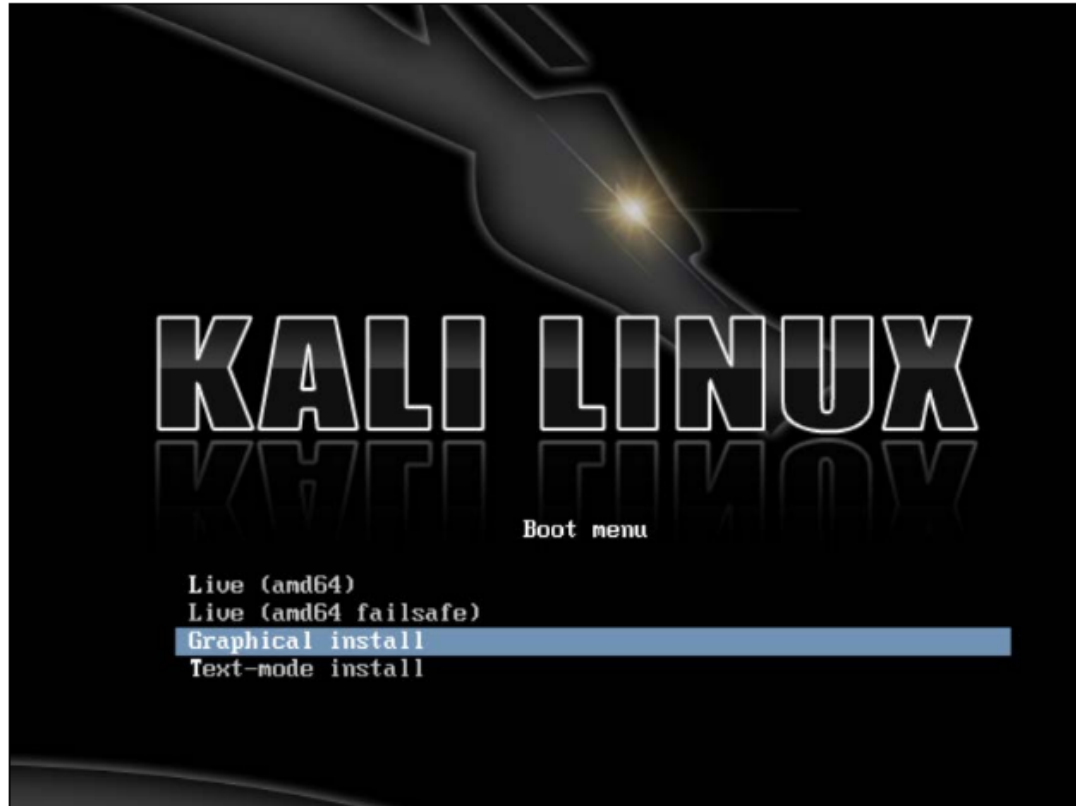 KALI LINUX
Boot menu
Live (amd64)
Live (amd64 failsafe)
Graphical install
Text-mode install